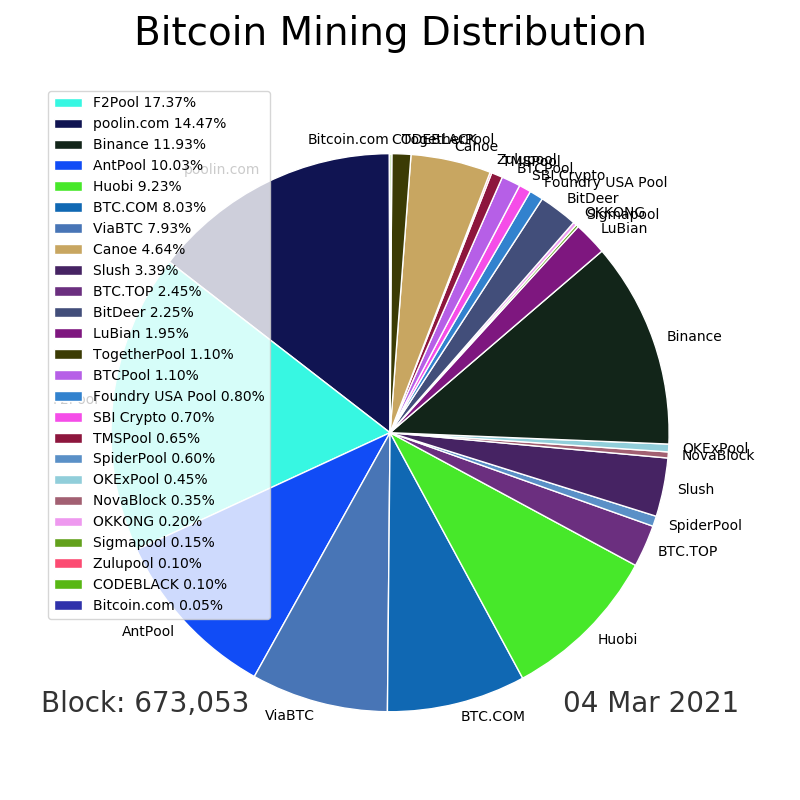 Bitcoin Mining Distribution
F2Pool 17.37%
poolin.com 14.47%
Binance 11.93%
AntPool 10.03%
Huobi 9.23%
BTC.COM 8.03%
ViaBTC 7.93%
Canoe 4.64%
Slush 3.39%
BTC.TOP 2.45%
BitDeer 2.25%
LuBian 1.95%
TogetherPool 1.10%
BTCPool 1.10%
Foundry USA Pool 0.80%
SBI Crypto 0.70%
TMSPool 0.65%
SpiderPool 0.60%
OKExPool 0.45%
NovaBlock 0.35%
OKKONG 0.20%
Sigmapool 0.15%
Zulupool 0.10%
CODEBLACK 0.10%
Bitcoin.com 0.05%
Bitcoin.com
CODEBLACK
TogetherPool
Canoe
Zulupool
TMSPool
BTCPool
SBI Crypto
Foundry USA Pool
BitDeer
OKKONG
Sigmapool
LuBian
Binance
OKExPool
NovaBlock
Slush
SpiderPool
BTC.TOP
Huobi
BTC.COM
ViaBTC
AntPool
F2Pool
poolin.com
Block: 673,053
04 Mar 2021